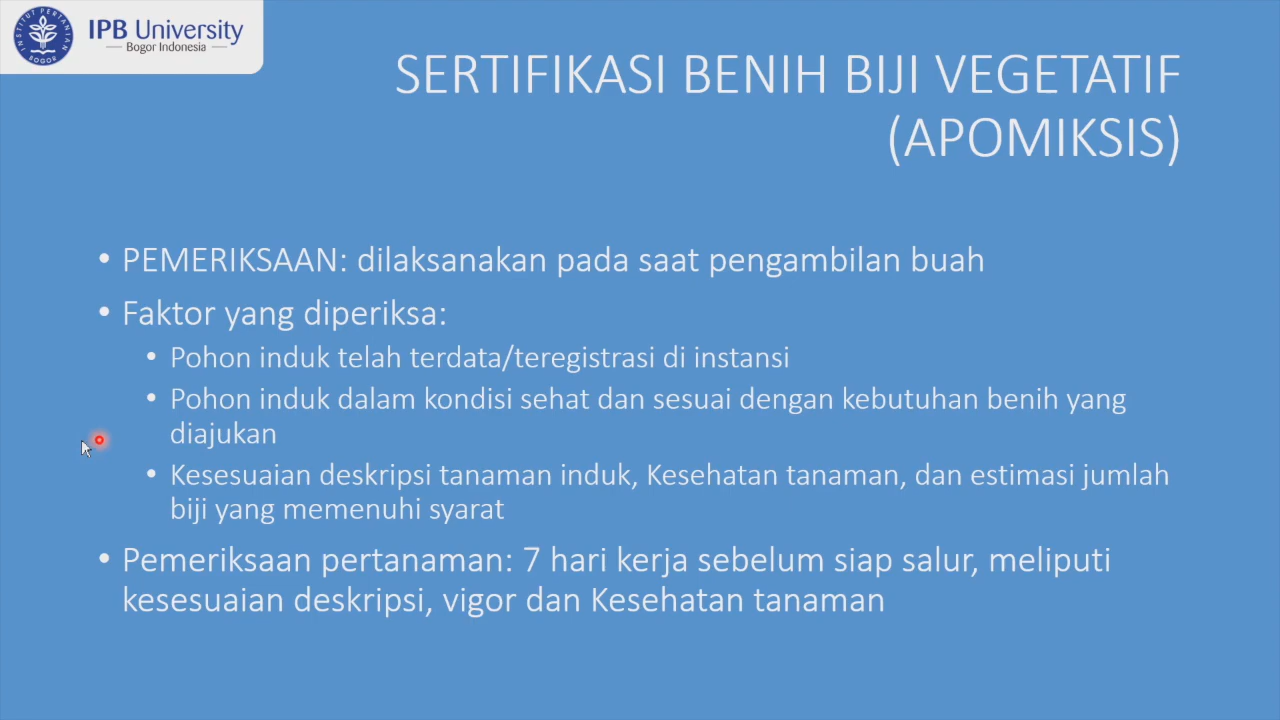 INSTITUT PERTANIAN BOGOR
IPB University
Bogor Indonesia
SERTIFIKASI BENIH BIJI VEGETATIF
(APOMIKSIS)
• PEMERIKSAAN: dilaksanakan pada saat pengambilan buah
• Faktor yang diperiksa:
• Pohon induk telah terdata/teregistrasi di instansi
• Pohon induk dalam kondisi sehat dan sesuai dengan kebutuhan benih yang
diajukan
• Kesesuaian deskripsi tanaman induk, Kesehatan tanaman, dan estimasi jumlah
biji yang memenuhi syarat
• Pemeriksaan pertanaman: 7 hari kerja sebelum siap salur, meliputi
kesesuaian deskripsi, vigor dan Kesehatan tanaman